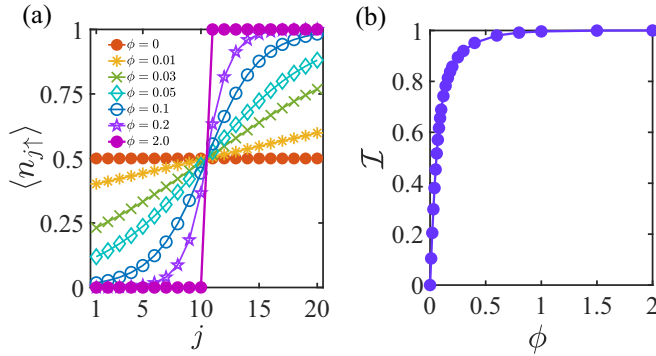 (a)
1
0.75
0.5
0.25
0
⟨n_{j↑}⟩
ϕ = 0
ϕ = 0.01
ϕ = 0.03
ϕ = 0.05
ϕ = 0.1
ϕ = 0.2
ϕ = 2.0
1 5 10 15 20
j
(b)
1
0.8
0.6
0.4
0.2
0
ℐ
0 0.5 1 1.5 2
ϕ